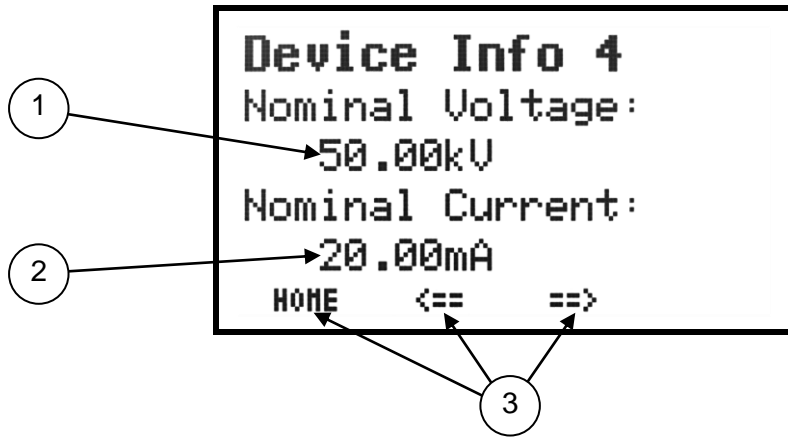 Device Info 4
1
Nominal Voltage:
50.00kV
Nominal Current:
2
20.00mA
HOME <== ==>
3